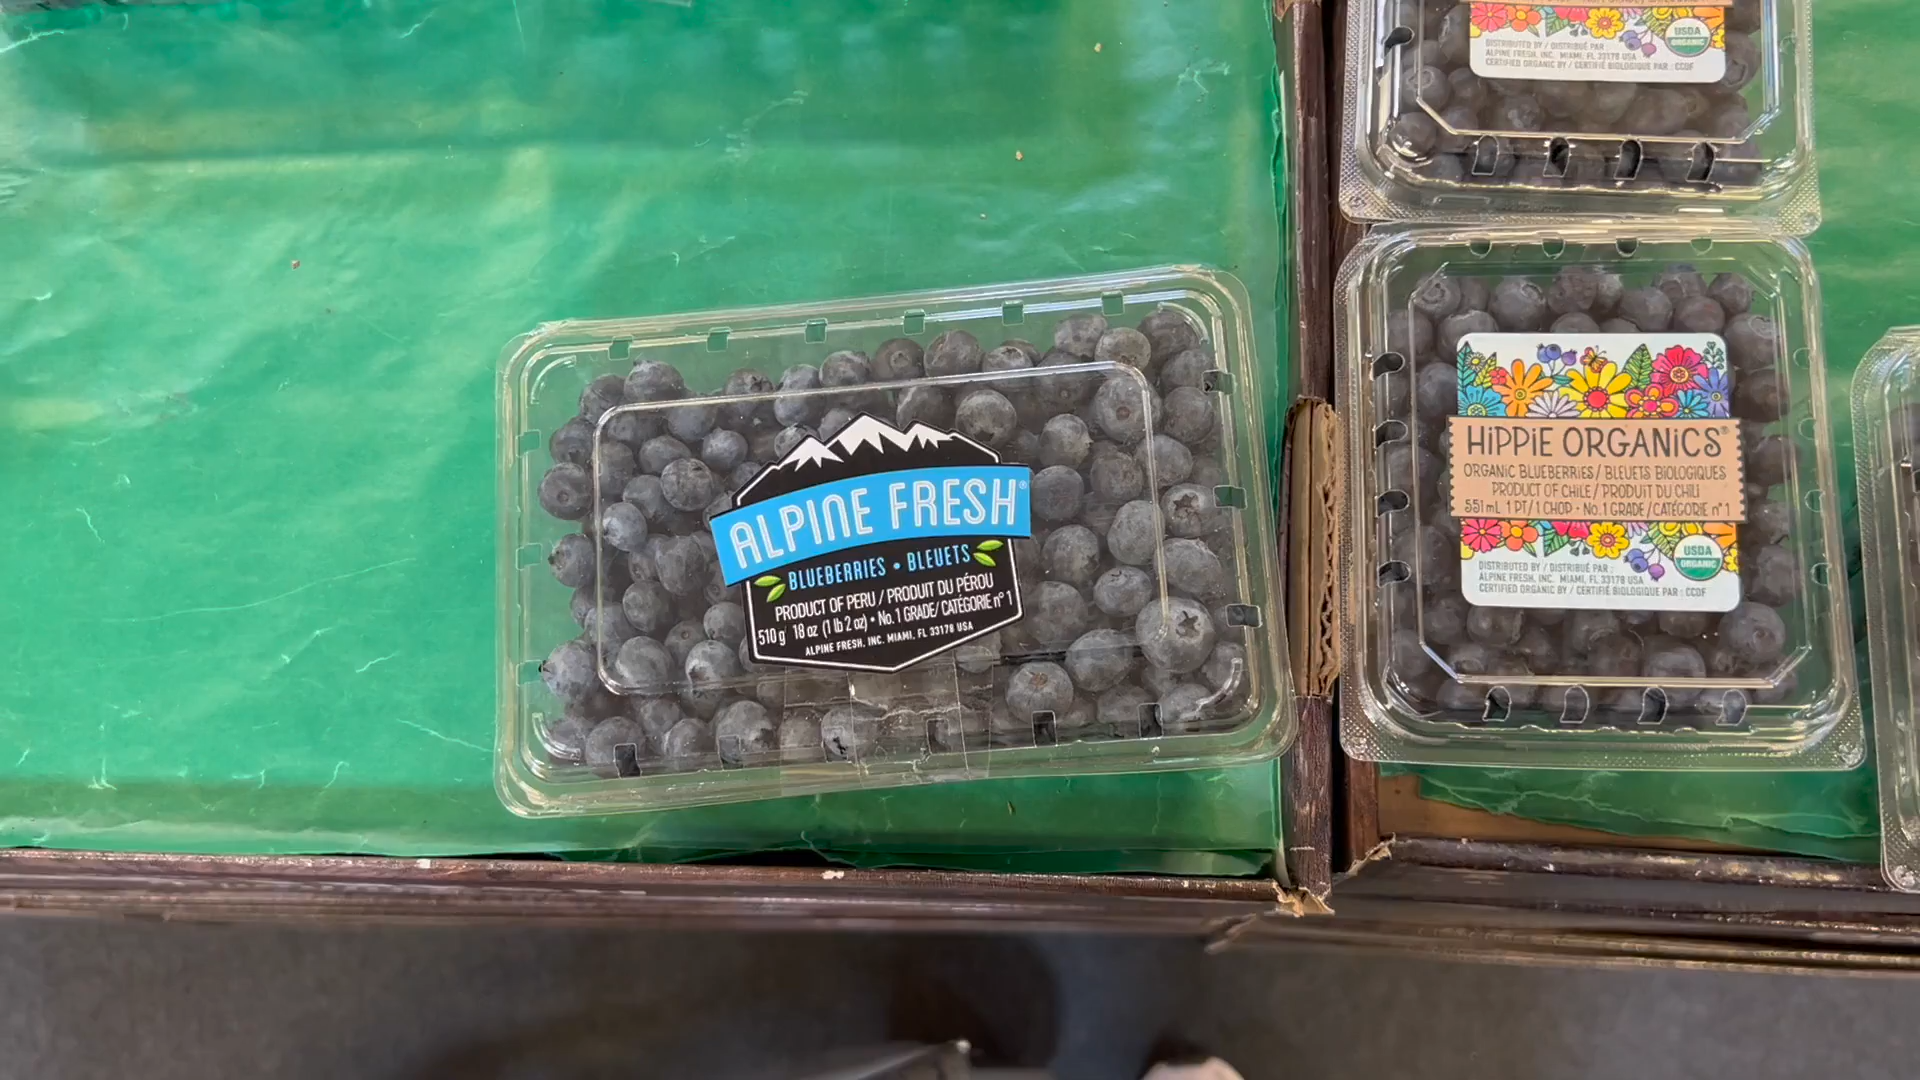 DISTRIBUTED BY / DISTRIBUÉ PAR
ALPINE FRESH, INC. MIAMI, FL 33178 USA
CERTIFIED ORGANIC BY / CERTIFIÉ BIOLOGIQUE PAR : CCOF
USDA
ORGANIC
ALPINE FRESH®
BLUEBERRIES • BLEUETS
PRODUCT OF PERU / PRODUIT DU PÉROU
510 g 18 oz (1 lb 2 oz) • No. 1 GRADE/ CATÉGORIE nº 1
ALPINE FRESH, INC. MIAMI, FL 33178 USA
HiPPiE ORGANiCS®
ORGANIC BLUEBERRIES / BLEUETS BIOLOGIQUES
PRODUCT OF CHILE / PRODUIT DU CHILI
551 mL 1 PT/1 CHOP • No. 1 GRADE / CATÉGORIE nº 1
USDA
ORGANIC
DISTRIBUTED BY / DISTRIBUÉ PAR :
ALPINE FRESH, INC. MIAMI, FL 33178 USA
CERTIFIED ORGANIC BY / CERTIFIÉ BIOLOGIQUE PAR : CCOF